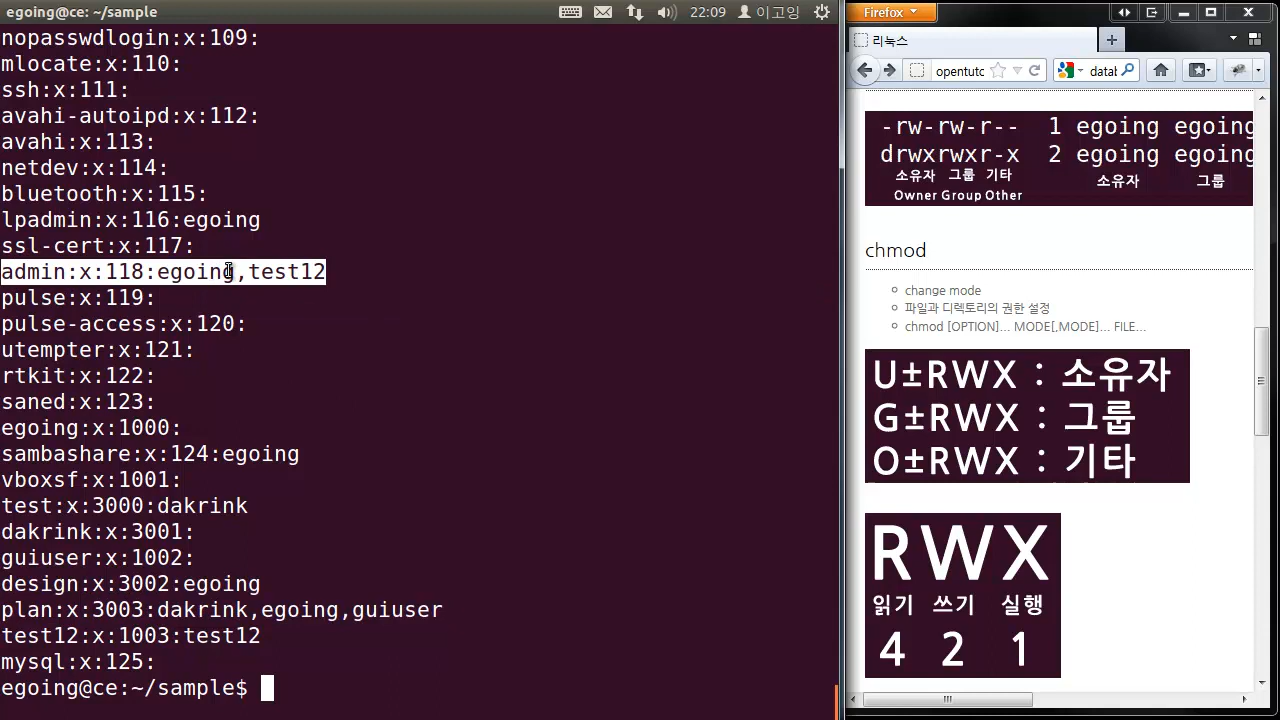 egoing@ce: ~/sample
22:09
이고잉
nopasswdlogin:x:109:
mlocate:x:110:
ssh:x:111:
avahi-autoipd:x:112:
avahi:x:113:
netdev:x:114:
bluetooth:x:115:
lpadmin:x:116:egoing
ssl-cert:x:117:
admin:x:118:egoing,test12
pulse:x:119:
pulse-access:x:120:
utempter:x:121:
rtkit:x:122:
saned:x:123:
egoing:x:1000:
sambashare:x:124:egoing
vboxsf:x:1001:
test:x:3000:dakrink
dakrink:x:3001:
guiuser:x:1002:
design:x:3002:egoing
plan:x:3003:dakrink,egoing,guiuser
test12:x:1003:test12
mysql:x:125:
egoing@ce:~/sample$
Firefox
리눅스
opentuto
datab
-rw-rw-r-- 1 egoing egoing
drwxrwxr-x 2 egoing egoing
소유자 그룹 기타 소유자 그룹
Owner Group Other
chmod
change mode
파일과 디렉토리의 권한 설정
chmod [OPTION]... MODE[,MODE]... FILE...
U±RWX : 소유자
G±RWX : 그룹
O±RWX : 기타
RWX
읽기 쓰기 실행
4 2 1